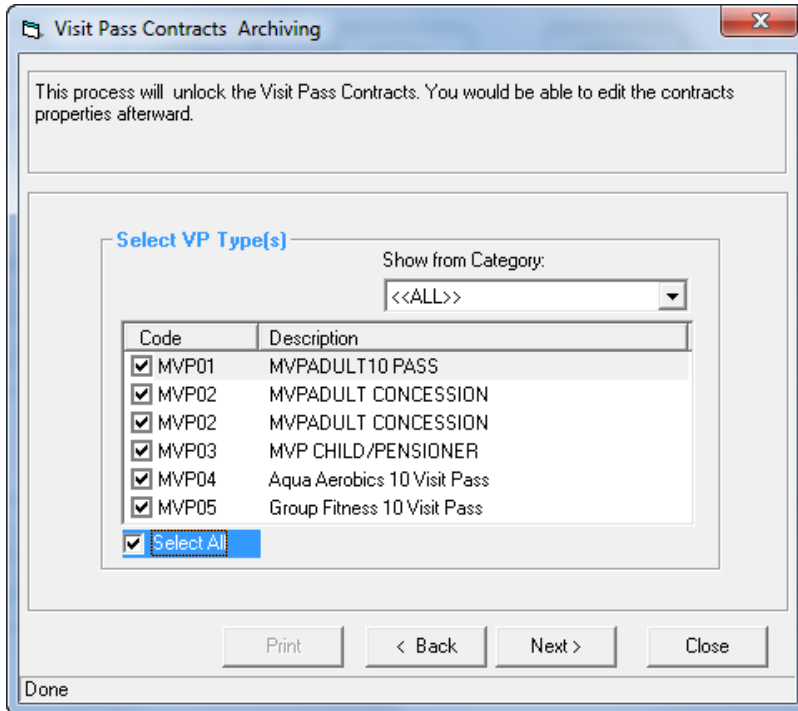 Visit Pass Contracts  Archiving
This process will  unlock the Visit Pass Contracts. You would be able to edit the contracts
properties afterward.
Select VP Type(s)
Show from Category:
<<ALL>>
Code Description
MVP01 MVPADULT10 PASS
MVP02 MVPADULT CONCESSION
MVP02 MVPADULT CONCESSION
MVP03 MVP CHILD/PENSIONER
MVP04 Aqua Aerobics 10 Visit Pass
MVP05 Group Fitness 10 Visit Pass
Select All
Print < Back Next > Close
Done